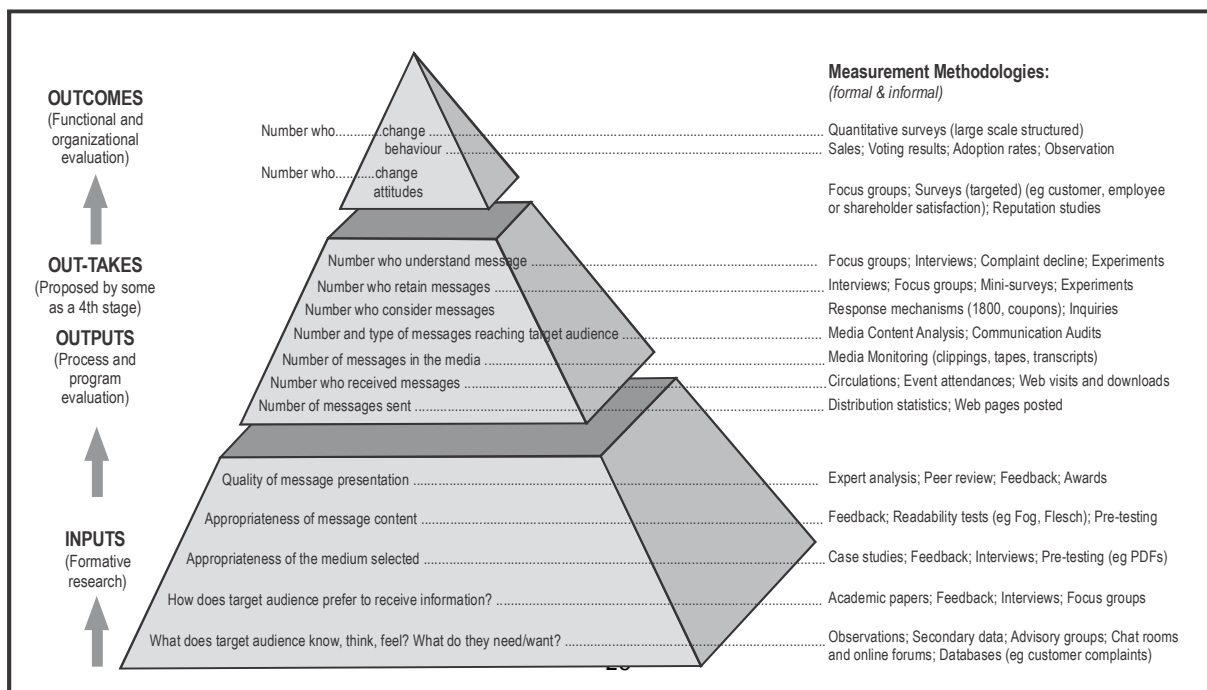 OUTCOMES
(Functional and
organizational
evaluation)
OUT-TAKES
(Proposed by some
as a 4th stage)
OUTPUTS
(Process and
program
evaluation)
INPUTS
(Formative
research)
Number who.........change
behaviour
Number who..........change
attitudes
Number who understand message
Number who retain messages
Number who consider messages
Number and type of messages reaching target audience
Number of messages in the media
Number who received messages
Number of messages sent
Quality of message presentation
Appropriateness of message content
Appropriateness of the medium selected
How does target audience prefer to receive information?
What does target audience know, think, feel? What do they need/want?
Measurement Methodologies:
(formal & informal)
Quantitative surveys (large scale structured)
Sales; Voting results; Adoption rates; Observation
Focus groups; Surveys (targeted) (eg customer, employee
or shareholder satisfaction); Reputation studies
Focus groups; Interviews; Complaint decline; Experiments
Interviews; Focus groups; Mini-surveys; Experiments
Response mechanisms (1800, coupons); Inquiries
Media Content Analysis; Communication Audits
Media Monitoring (clippings, tapes, transcripts)
Circulations; Event attendances; Web visits and downloads
Distribution statistics; Web pages posted
Expert analysis; Peer review; Feedback; Awards
Feedback; Readability tests (eg Fog, Flesch); Pre-testing
Case studies; Feedback; Interviews; Pre-testing (eg PDFs)
Academic papers; Feedback; Interviews; Focus groups
Observations; Secondary data; Advisory groups; Chat rooms
and online forums; Databases (eg customer complaints)